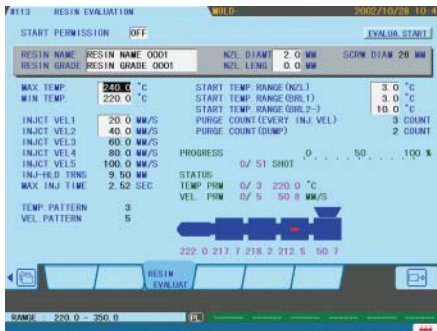 #113 RESIN EVALUATION MOLD 2002/10/28 10:4
START PERMISSION OFF EVALUA. START
RESIN NAME RESIN NAME 0001 NZL DIAMT 2.0 MM SCRW DIAM 28 MM
RESIN GRADE RESIN GRADE 0001 NZL LENG 0.0 MM
MAX TEMP. 240.0 °C START TEMP. RANGE(NZL) 3.0 °C
MIN TEMP. 220.0 °C START TEMP. RANGE(BRL1) 3.0 °C
START TEMP. RANGE(BRL2-) 10.0 °C
INJCT VEL1 20.0 MM/S PURGE COUNT(EVERY INJ. VEL) 3 COUNT
INJCT VEL2 40.0 MM/S PURGE COUNT(DUMP) 2 COUNT
INJCT VEL3 60.0 MM/S
INJCT VEL4 80.0 MM/S PROGRESS 0 50 100 %
INJCT VEL5 100.0 MM/S 0/ 51 SHOT
INJ-HLD TRNS 9.50 MM STATUS
MAX INJ TIME 2.52 SEC TEMP PRM 0/ 3 220.0 °C
VEL. PRM 0/ 5 50.8 MM/S
TEMP. PATTERN 3
VEL. PATTERN 5
222.0 217.7 218.2 212.5 50.7
RESIN
EVALUAT
RANGE : 220.0 ~ 350.0 PL